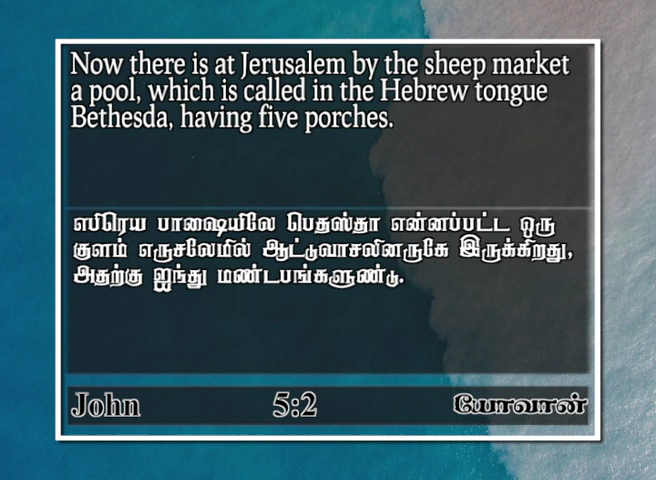 Now there is at Jerusalem by the sheep market
a pool, which is called in the Hebrew tongue
Bethesda, having five porches.
எபிரெய பாஷையிலே பெதஸ்தா என்னப்பட்ட ஒரு
குளம் எருசலேமில் ஆட்டுவாசலினருகே இருக்கிறது,
அதற்கு ஐந்து மண்டபங்களுண்டு.
John 5:2 யோவான்